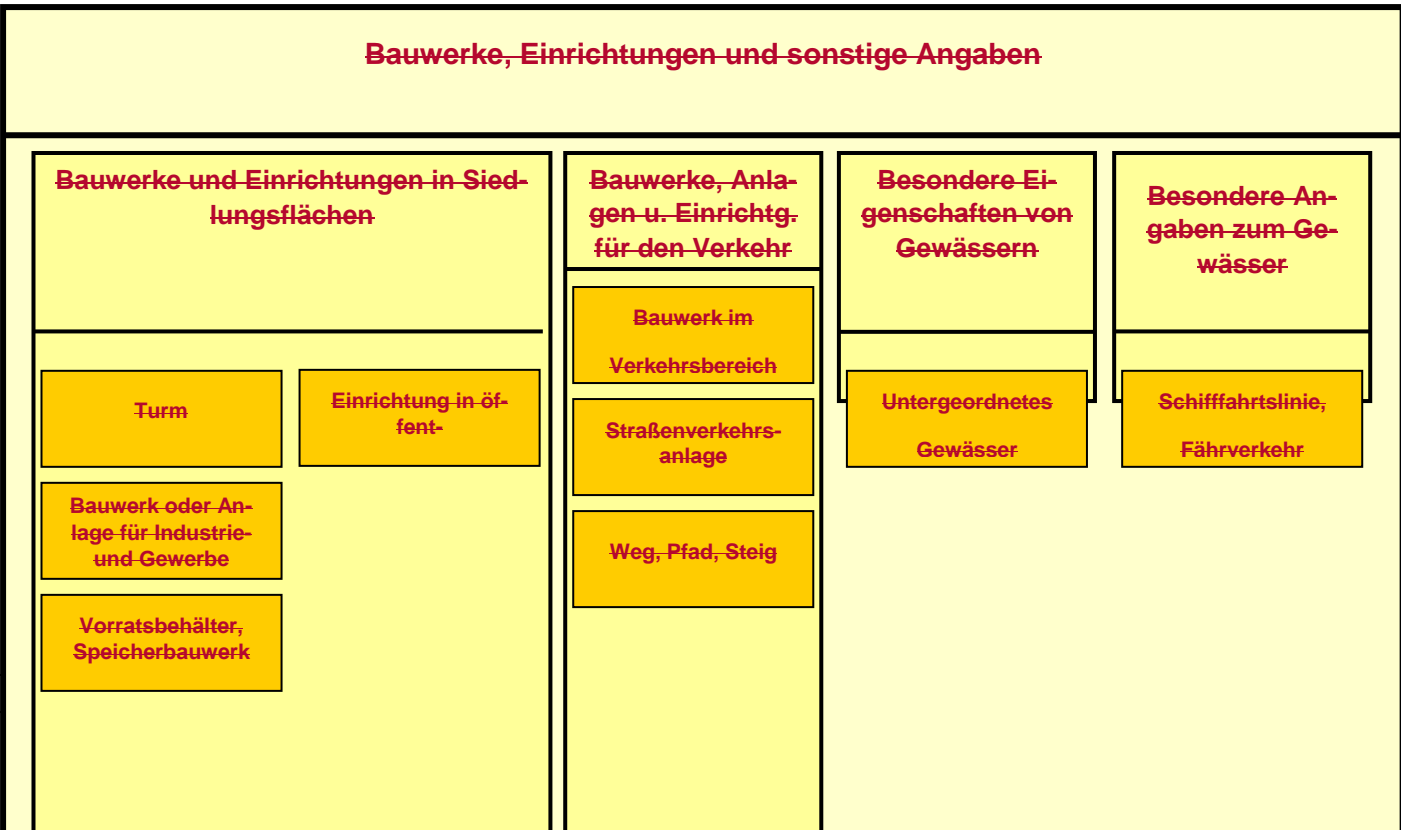 Bauwerke, Einrichtungen und sonstige Angaben
Bauwerke und Einrichtungen in Sied-
lungsflächen
Turm
Einrichtung in öf-
fent-
Bauwerk oder An-
lage für Industrie-
und Gewerbe
Vorratsbehälter,
Speicherbauwerk
Bauwerke, Anla-
gen u. Einrichtg.
für den Verkehr
Bauwerk im
Verkehrsbereich
Straßenverkehrs-
anlage
Weg, Pfad, Steig
Besondere Ei-
genschaften von
Gewässern
Untergeordnetes
Gewässer
Besondere An-
gaben zum Ge-
wässer
Schifffahrtslinie,
Fährverkehr